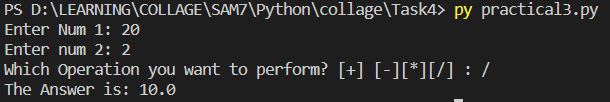 PS D:\LEARNING\COLLAGE\SAM7\Python\collage\Task4> py practical3.py
Enter Num 1: 20
Enter num 2: 2
Which Operation you want to perform? [+] [-][*][/] : /
The Answer is: 10.0